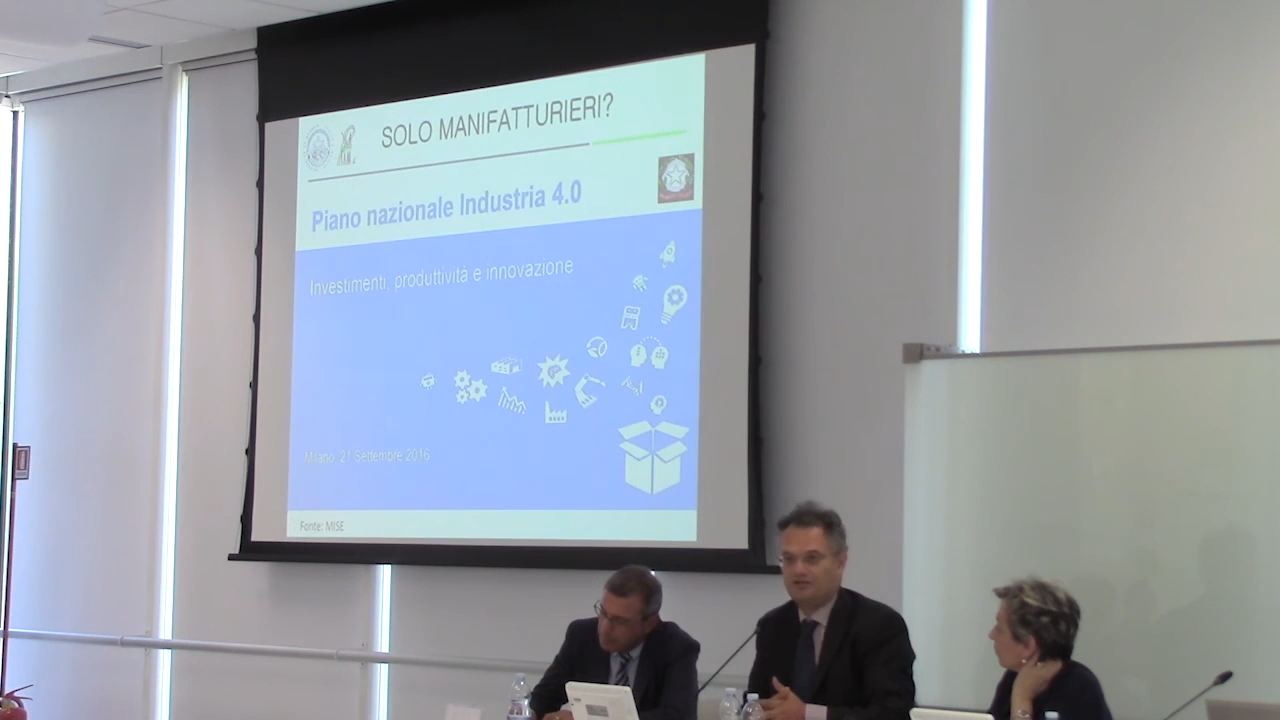 SOLO MANIFATTURIERI?
Piano nazionale Industria 4.0
Investimenti, produttività e innovazione
Milano, 21 Settembre 2016
Fonte: MISE